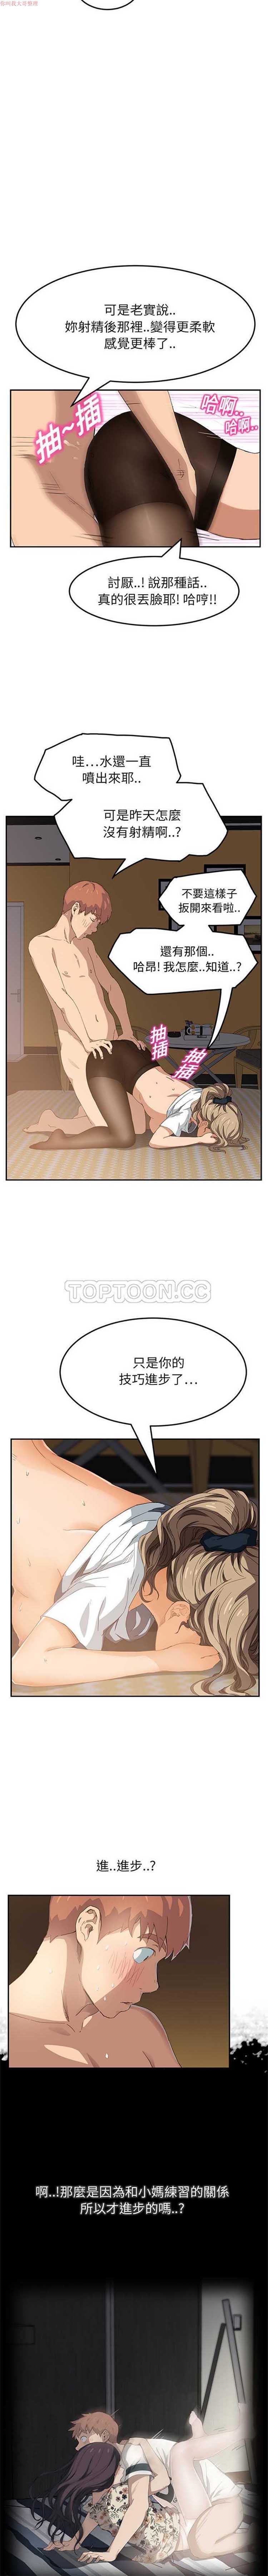 可是老實說..
妳射精後那裡..變得更柔軟
感覺更棒了..
抽~插
哈啊..
哈啊..
討厭..! 說那種話..
真的很丟臉耶! 哈哼!!
哇...水還一直
噴出來耶..
可是昨天怎麼
沒有射精啊..?
不要這樣子
扳開來看啦..
還有那個..
哈昂! 我怎麼..知道..?
抽插
抽插
TOPTOON.CC
只是你的
技巧進步了...
進..進步..?
啊..!那麼是因為和小媽練習的關係
所以才進步的嗎..?